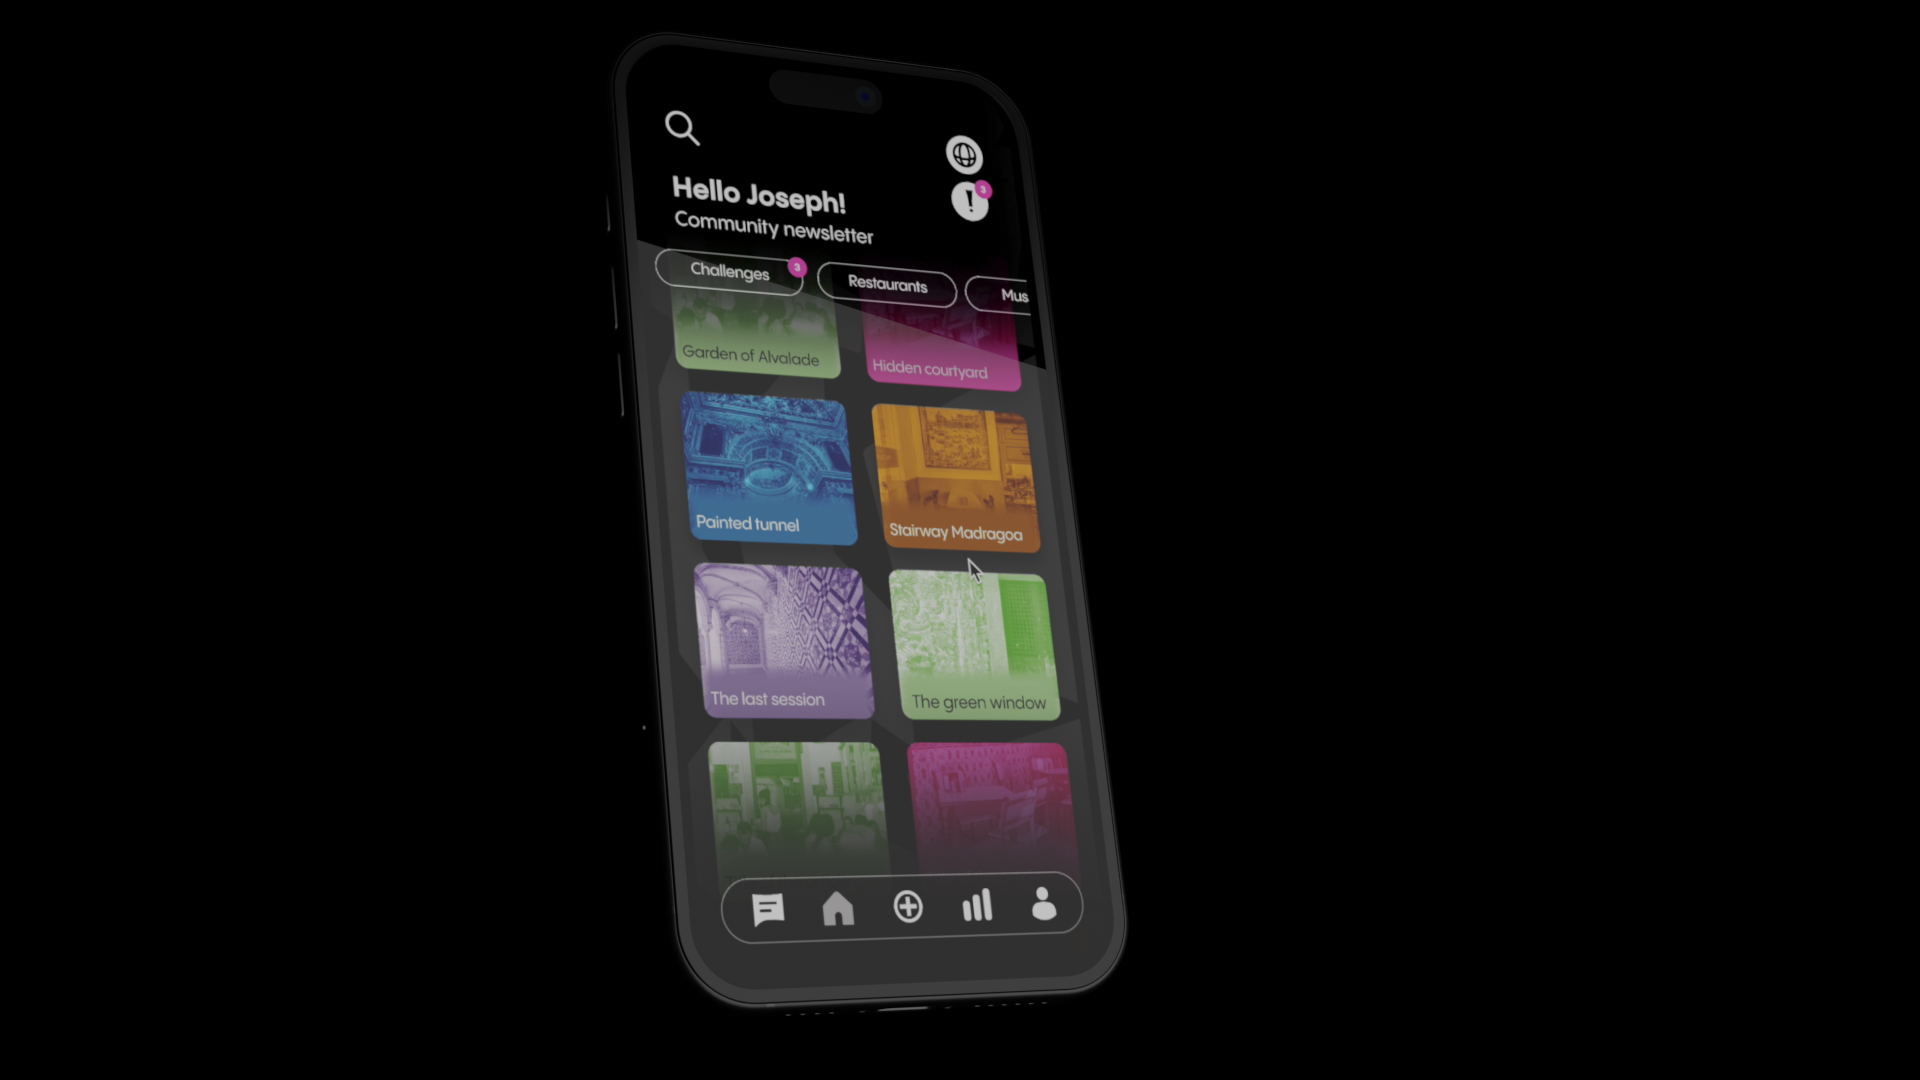 Hello Joseph!
3
Community newsletter
Challenges
3
Restaurants
Mus
Garden of Alvalade
Hidden courtyard
Painted tunnel
Stairway Madragoa
The last session
The green window